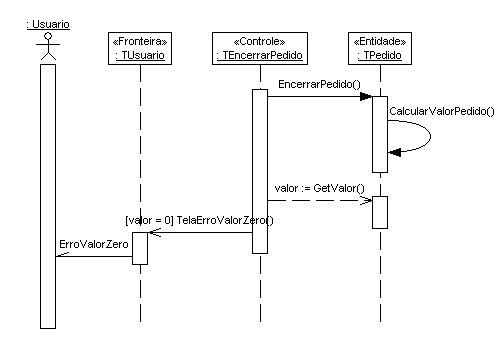 : Usuario
«Fronteira»
: TUsuario
«Controle»
: TEncerrarPedido
«Entidade»
: TPedido
EncerrarPedido()
CalcularValorPedido()
valor := GetValor()
[valor = 0] TelaErroValorZero()
ErroValorZero